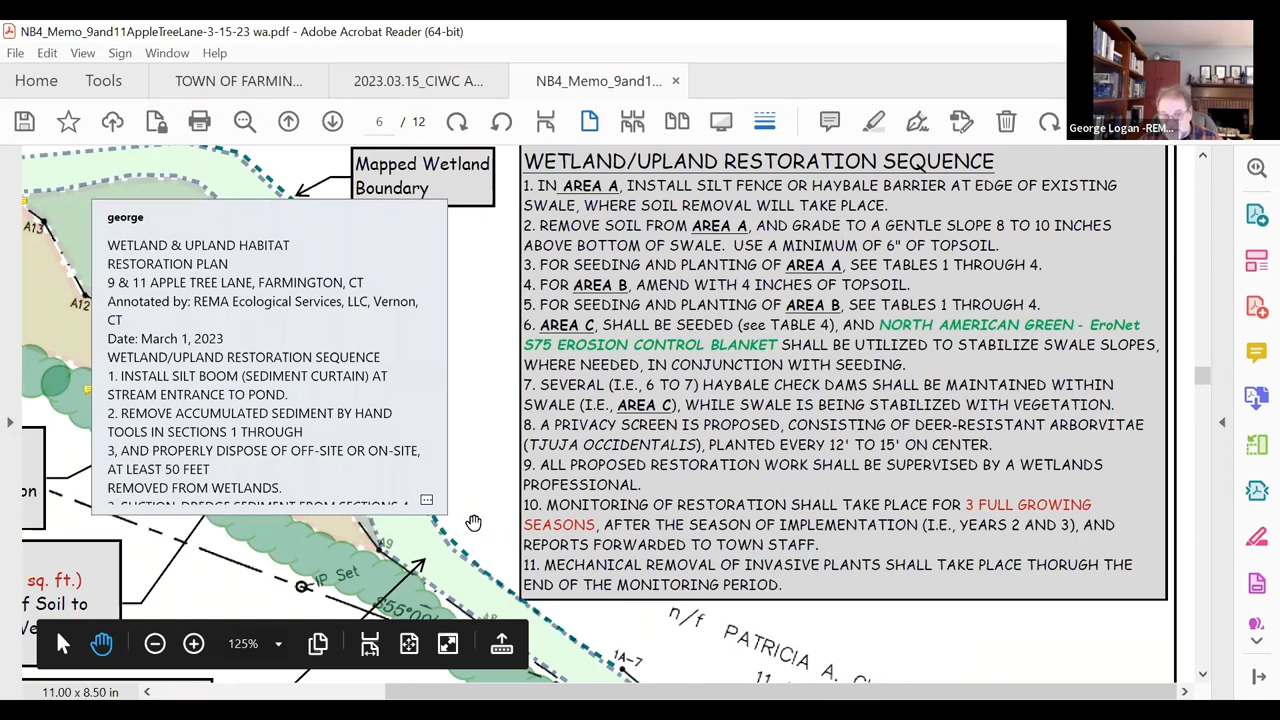 NB4_Memo_9and11AppleTreeLane-3-15-23 wa.pdf - Adobe Acrobat Reader (64-bit)
File Edit View Sign Window Help
Home Tools TOWN OF FARMIN... 2023.03.15_CIWC A... NB4_Memo_9and1... ×
6 / 12
George Logan -REM...
Mapped Wetland
Boundary
A13
A12
george
WETLAND & UPLAND HABITAT
RESTORATION PLAN
9 & 11 APPLE TREE LANE, FARMINGTON, CT
Annotated by: REMA Ecological Services, LLC, Vernon,
CT
Date: March 1, 2023
WETLAND/UPLAND RESTORATION SEQUENCE
1. INSTALL SILT BOOM (SEDIMENT CURTAIN) AT
STREAM ENTRANCE TO POND.
2. REMOVE ACCUMULATED SEDIMENT BY HAND
TOOLS IN SECTIONS 1 THROUGH
3, AND PROPERLY DISPOSE OF OFF-SITE OR ON-SITE,
AT LEAST 50 FEET
REMOVED FROM WETLANDS.
WETLAND/UPLAND RESTORATION SEQUENCE
1. IN AREA A, INSTALL SILT FENCE OR HAYBALE BARRIER AT EDGE OF EXISTING
SWALE, WHERE SOIL REMOVAL WILL TAKE PLACE.
2. REMOVE SOIL FROM AREA A, AND GRADE TO A GENTLE SLOPE 8 TO 10 INCHES
ABOVE BOTTOM OF SWALE. USE A MINIMUM OF 6" OF TOPSOIL.
3. FOR SEEDING AND PLANTING OF AREA A, SEE TABLES 1 THROUGH 4.
4. FOR AREA B, AMEND WITH 4 INCHES OF TOPSOIL.
5. FOR SEEDING AND PLANTING OF AREA B, SEE TABLES 1 THROUGH 4.
6. AREA C, SHALL BE SEEDED (see TABLE 4), AND NORTH AMERICAN GREEN - EroNet
S75 EROSION CONTROL BLANKET SHALL BE UTILIZED TO STABILIZE SWALE SLOPES,
WHERE NEEDED, IN CONJUNCTION WITH SEEDING.
7. SEVERAL (I.E., 6 TO 7) HAYBALE CHECK DAMS SHALL BE MAINTAINED WITHIN
SWALE (I.E., AREA C), WHILE SWALE IS BEING STABILIZED WITH VEGETATION.
8. A PRIVACY SCREEN IS PROPOSED, CONSISTING OF DEER-RESISTANT ARBORVITAE
(TJUJA OCCIDENTALIS), PLANTED EVERY 12' TO 15' ON CENTER.
9. ALL PROPOSED RESTORATION WORK SHALL BE SUPERVISED BY A WETLANDS
PROFESSIONAL.
10. MONITORING OF RESTORATION SHALL TAKE PLACE FOR 3 FULL GROWING
SEASONS, AFTER THE SEASON OF IMPLEMENTATION (I.E., YEARS 2 AND 3), AND
REPORTS FORWARDED TO TOWN STAFF.
11. MECHANICAL REMOVAL OF INVASIVE PLANTS SHALL TAKE PLACE THORUGH THE
END OF THE MONITORING PERIOD.
on
A9
IP Set
sq. ft.)
f Soil to
n/f PATRICIA A.
1A-7
11
125%
11.00 x 8.50 in